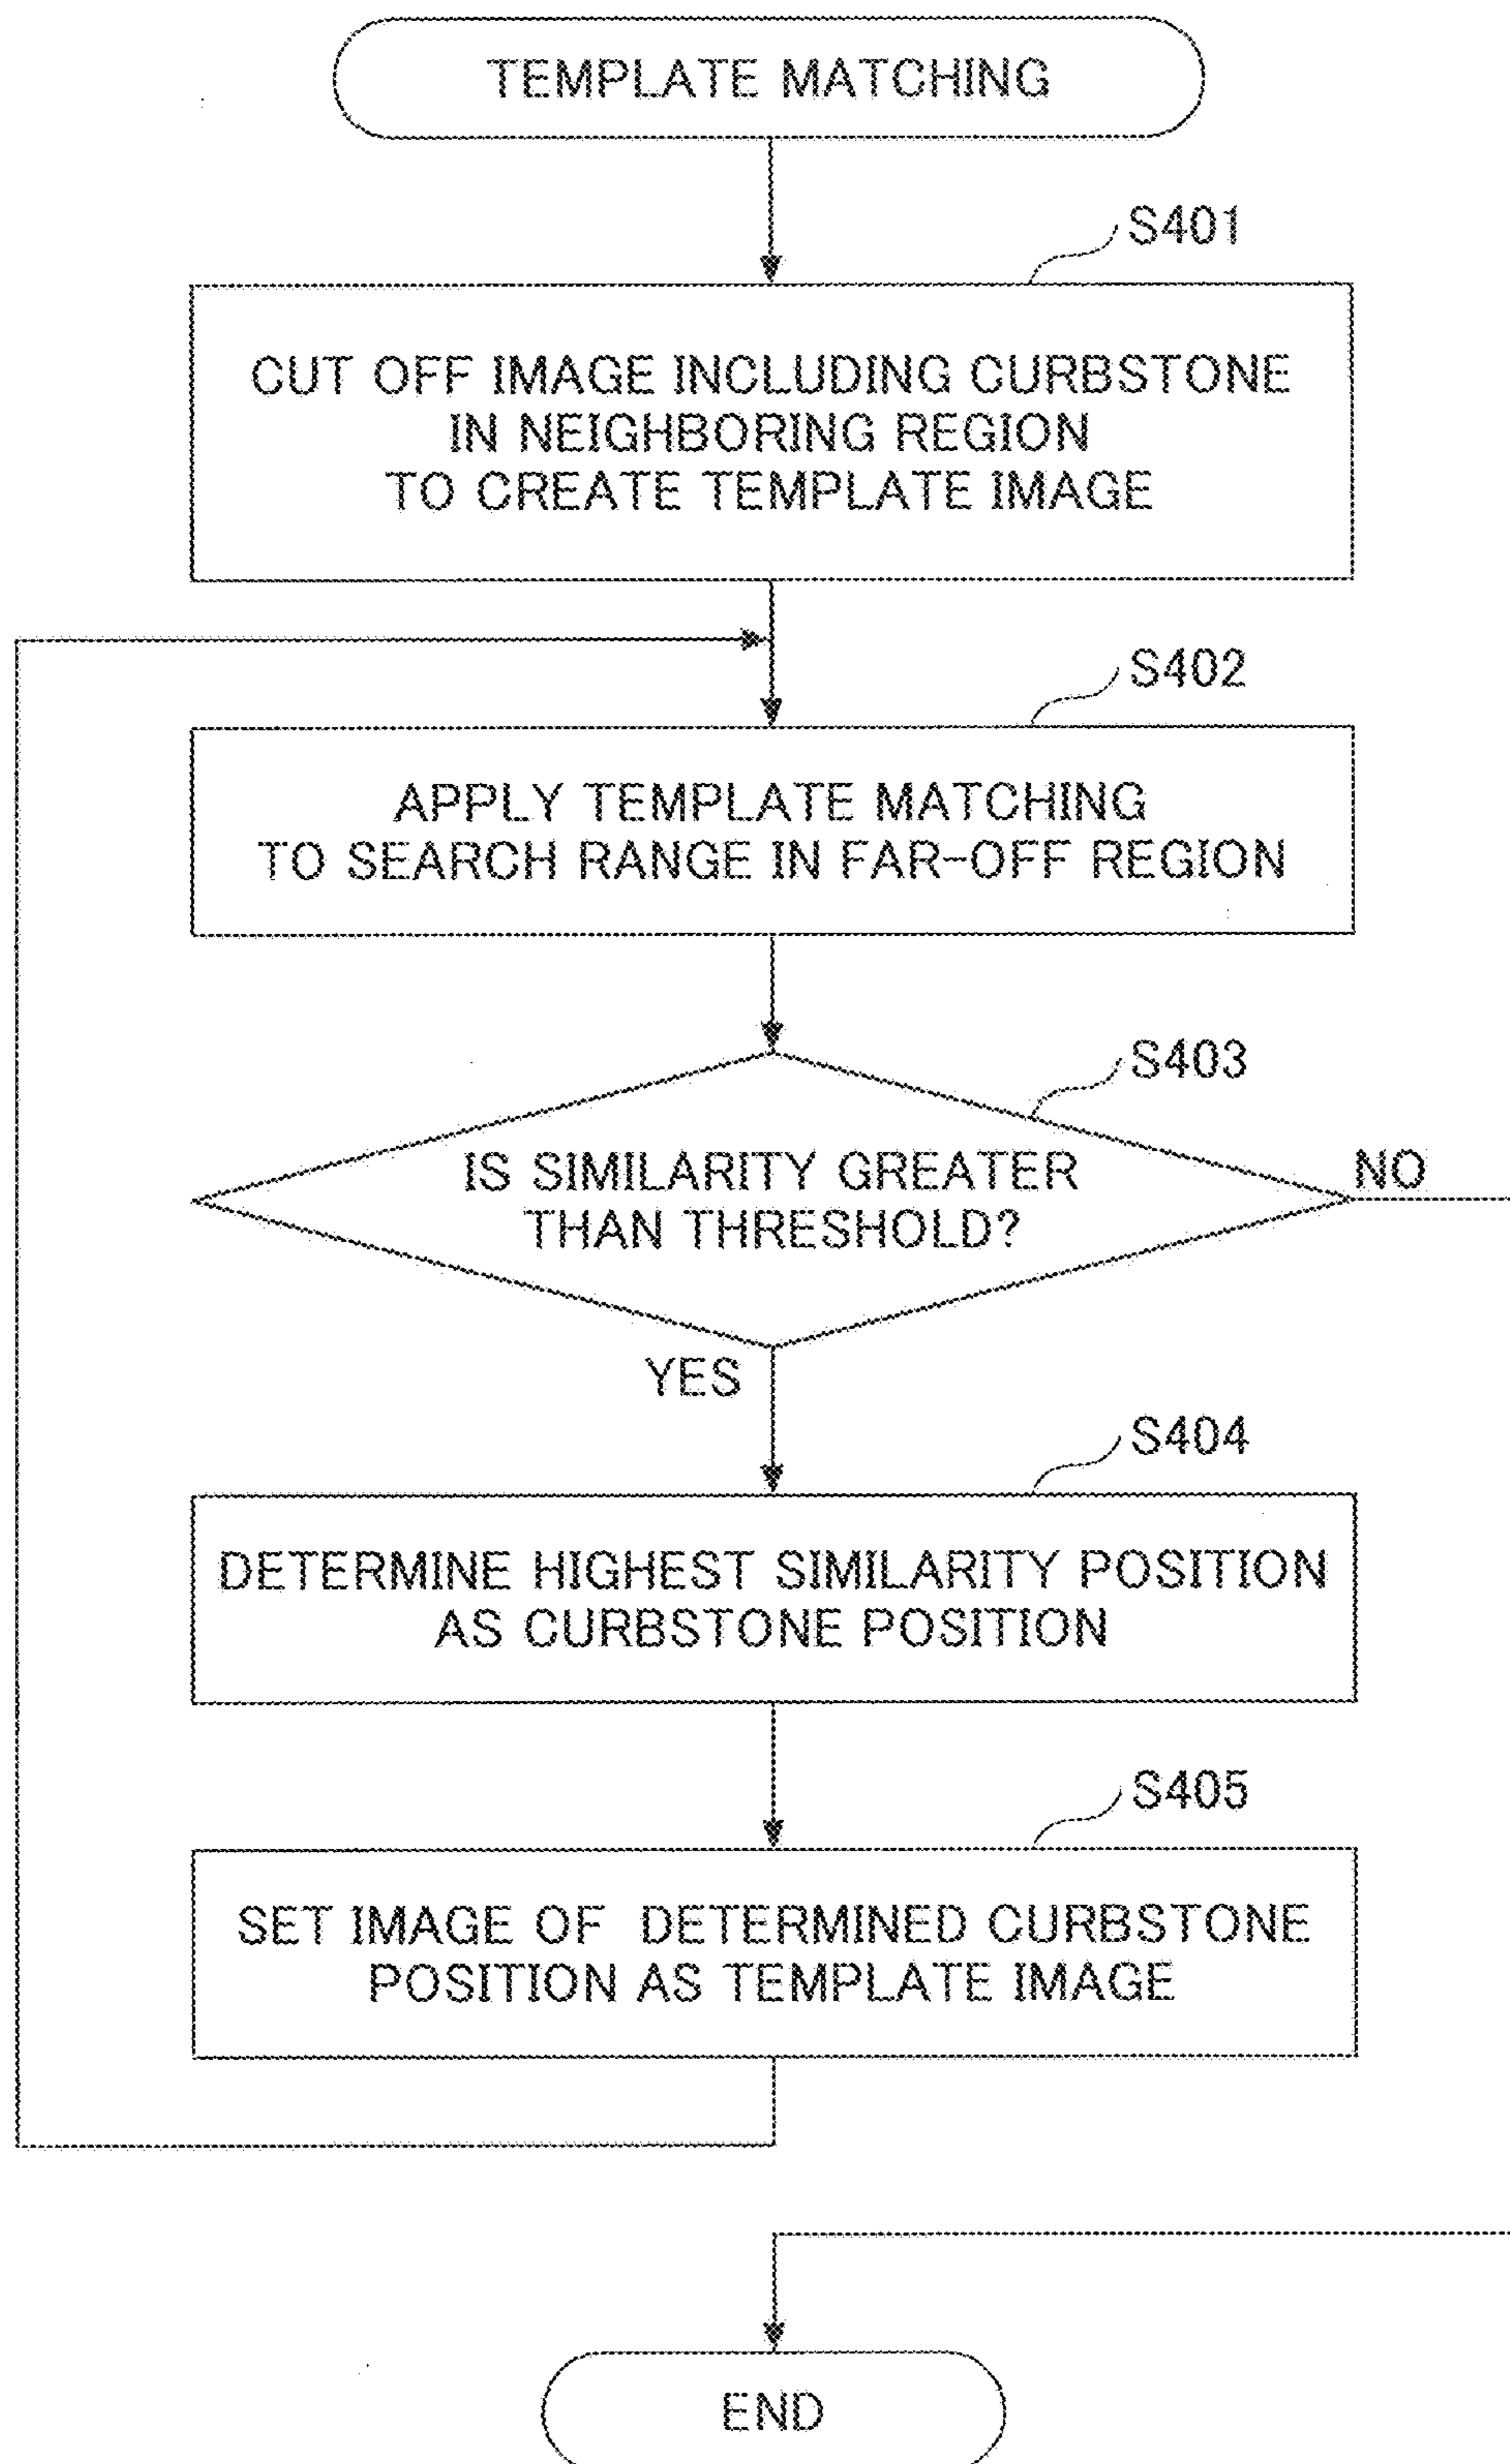 TEMPLATE MATCHING
S401
CUT OFF IMAGE INCLUDING CURBSTONE
IN NEIGHBORING REGION
TO CREATE TEMPLATE IMAGE
S402
APPLY TEMPLATE MATCHING
TO SEARCH RANGE IN FAR-OFF REGION
S403
IS SIMILARITY GREATER
THAN THRESHOLD?
NO
YES
S404
DETERMINE HIGHEST SIMILARITY POSITION
AS CURBSTONE POSITION
S405
SET IMAGE OF DETERMINED CURBSTONE
POSITION AS TEMPLATE IMAGE
END